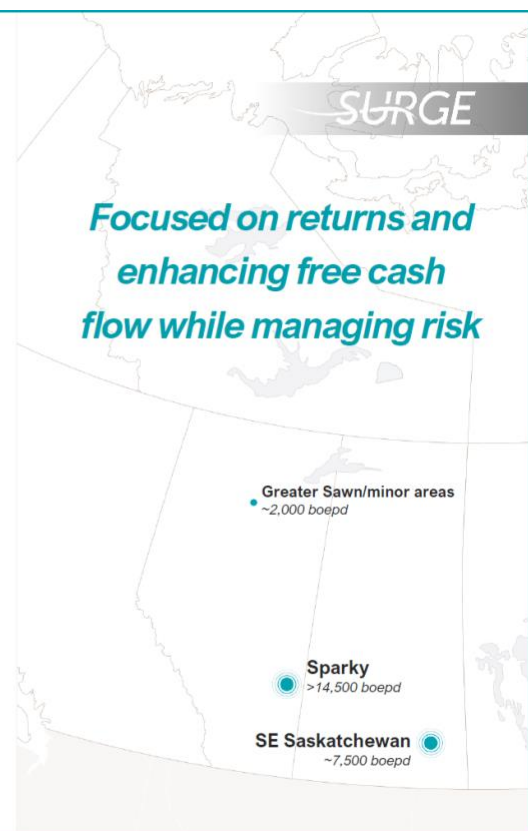 SURGE
Focused on returns and
enhancing free cash
flow while managing risk
Greater Sawn/minor areas
~2,000 boepd
Sparky
>14,500 boepd
SE Saskatchewan
~7,500 boepd